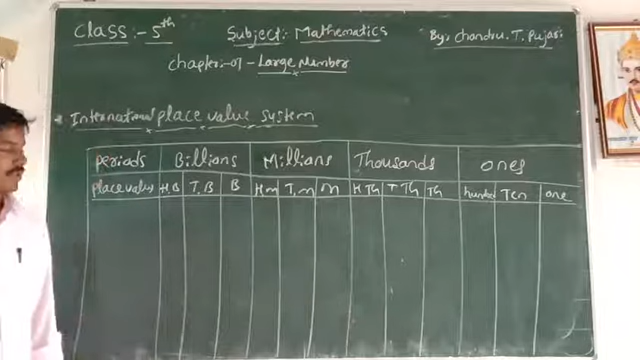 Class :- 5th Subject:- Mathematics By:- Chandru. T. Pujari
Chapter:-01 - Large Number
* International place value system
Periods Billions Millions Thousands Ones
place value H.B T.B B H.m T.m m H Th T Th Th hundred Ten one